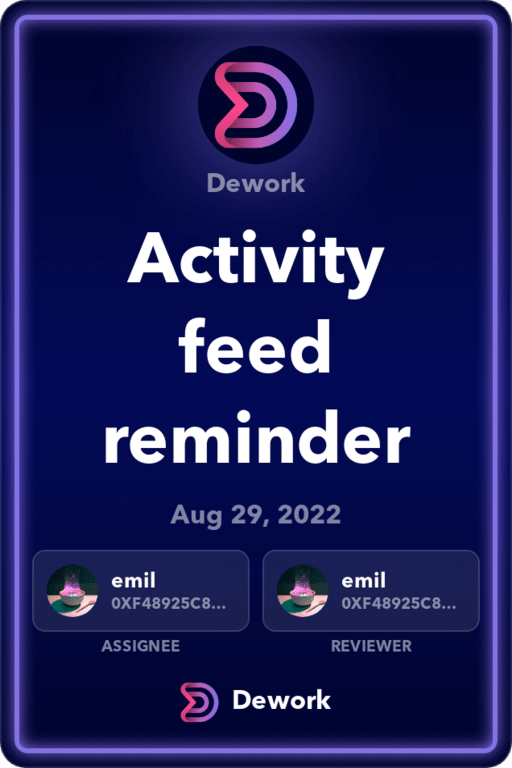 Dework
Activity
feed
reminder
Aug 29, 2022
emil
0XF48925C8...
ASSIGNEE
emil
0XF48925C8...
REVIEWER
Dework